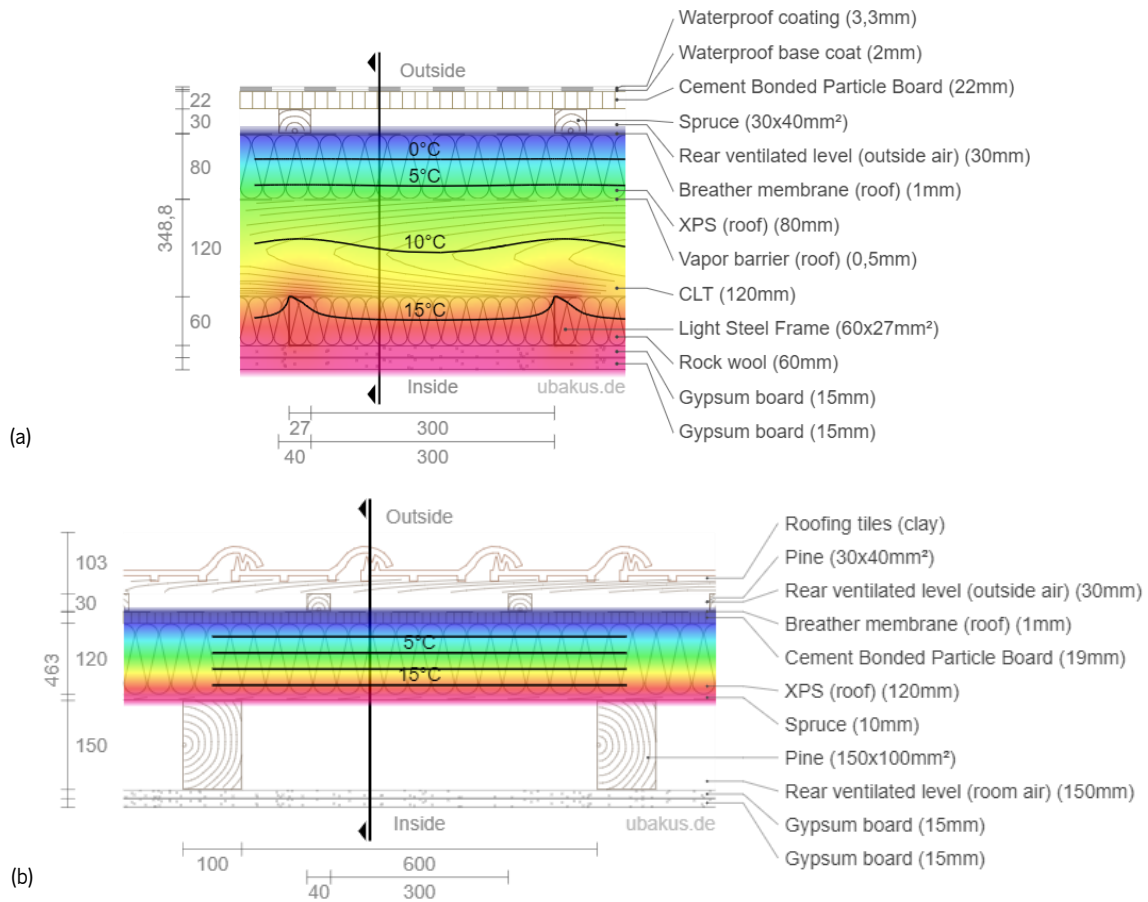 Waterproof coating (3,3mm)
Waterproof base coat (2mm)
Outside
Cement Bonded Particle Board (22mm)
22
30
Spruce (30x40mm²)
0°C
Rear ventilated level (outside air) (30mm)
80
5°C
Breather membrane (roof) (1mm)
XPS (roof) (80mm)
348,8
120
10°C
Vapor barrier (roof) (0,5mm)
CLT (120mm)
60
15°C
Light Steel Frame (60x27mm²)
Rock wool (60mm)
Inside
ubakus.de
Gypsum board (15mm)
Gypsum board (15mm)
27
300
40
300
(a)
Outside
Roofing tiles (clay)
103
Pine (30x40mm²)
30
Rear ventilated level (outside air) (30mm)
Breather membrane (roof) (1mm)
5°C
Cement Bonded Particle Board (19mm)
463
120
15°C
XPS (roof) (120mm)
Spruce (10mm)
150
Pine (150x100mm²)
Rear ventilated level (room air) (150mm)
Inside
ubakus.de
Gypsum board (15mm)
Gypsum board (15mm)
100
600
40
300
(b)